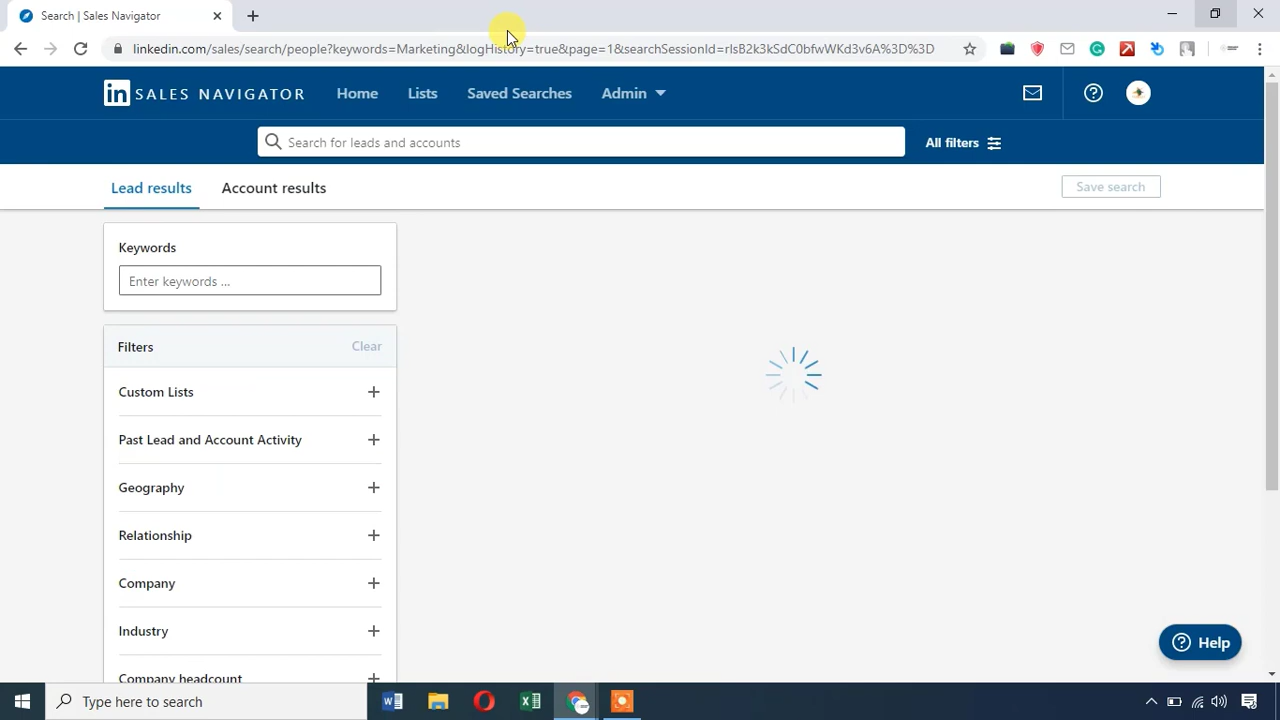 Search | Sales Navigator
linkedin.com/sales/search/people?keywords=Marketing&logHistory=true&page=1&searchSessionId=rIsB2k3kSdC0bfwWKd3v6A%3D%3D
in SALES NAVIGATOR Home Lists Saved Searches Admin
Search for leads and accounts All filters
Lead results Account results Save search
Keywords
Enter keywords ...
Filters Clear
Custom Lists +
Past Lead and Account Activity +
Geography +
Relationship +
Company +
Industry +
Company headcount
Help
Type here to search